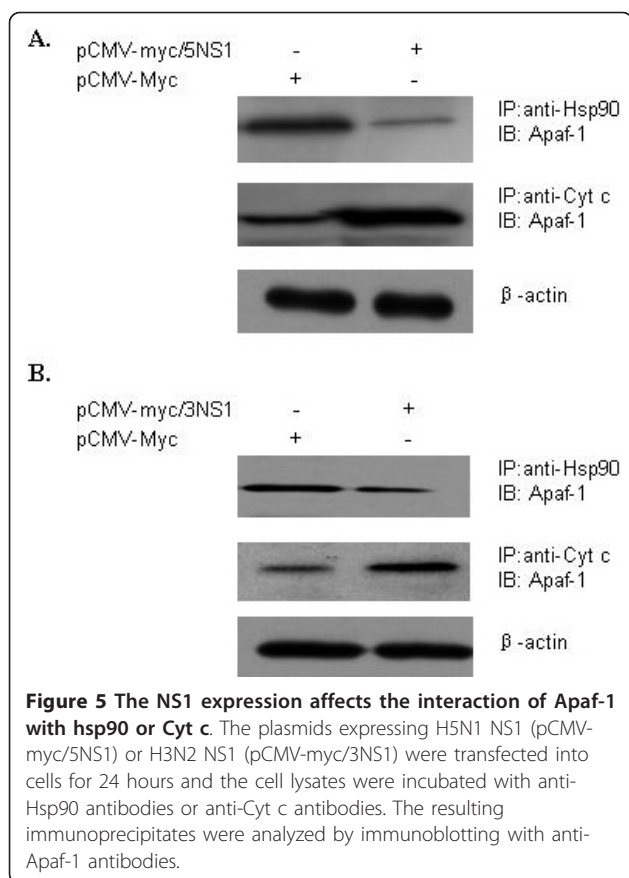 A.
pCMV-myc/5NS1 - +
pCMV-Myc + -
IP:anti-Hsp90
IB: Apaf-1
IP:anti-Cyt c
IB: Apaf-1
β-actin
B.
pCMV-myc/3NS1 - +
pCMV-Myc + -
IP:anti-Hsp90
IB: Apaf-1
IP:anti-Cyt c
IB: Apaf-1
β-actin
Figure 5 The NS1 expression affects the interaction of Apaf-1
with hsp90 or Cyt c. The plasmids expressing H5N1 NS1 (pCMV-
myc/5NS1) or H3N2 NS1 (pCMV-myc/3NS1) were transfected into
cells for 24 hours and the cell lysates were incubated with anti-
Hsp90 antibodies or anti-Cyt c antibodies. The resulting
immunoprecipitates were analyzed by immunoblotting with anti-
Apaf-1 antibodies.